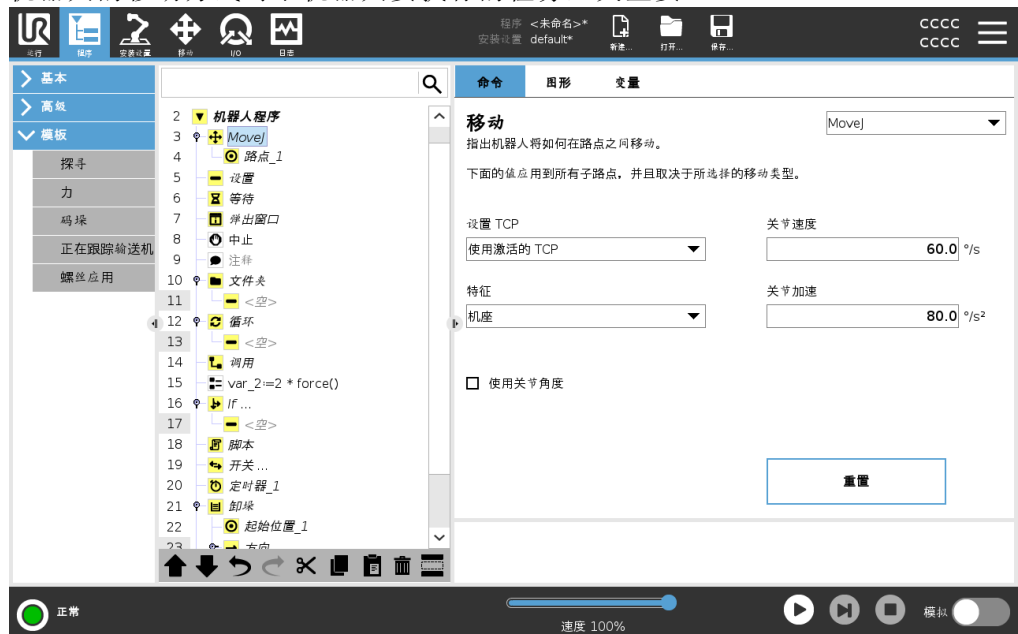 UR
运行
程序
安装设置
移动
I/O
日志
程序 <未命名>*
安装设置 default*
新建...
打开...
保存...
cccc
cccc
基本
高级
模板
探寻
力
码垛
正在跟踪输送机
螺丝应用
2 机器人程序
3 MoveJ
4 路点_1
5 设置
6 等待
7 弹出窗口
8 中止
9 注释
10 文件夹
11 <空>
12 循环
13 <空>
14 调用
15 var_2≔2 * force()
16 If ...
17 <空>
18 脚本
19 开关 ...
20 定时器_1
21 卸垛
22 起始位置_1
23 方向
命令
图形
变量
移动
MoveJ
指出机器人将如何在路点之间移动。
下面的值应用到所有子路点，并且取决于所选择的移动类型。
设置 TCP
关节速度
使用激活的 TCP
60.0 °/s
特征
关节加速
机座
80.0 °/s²
使用关节角度
重置
正常
速度 100%
模拟